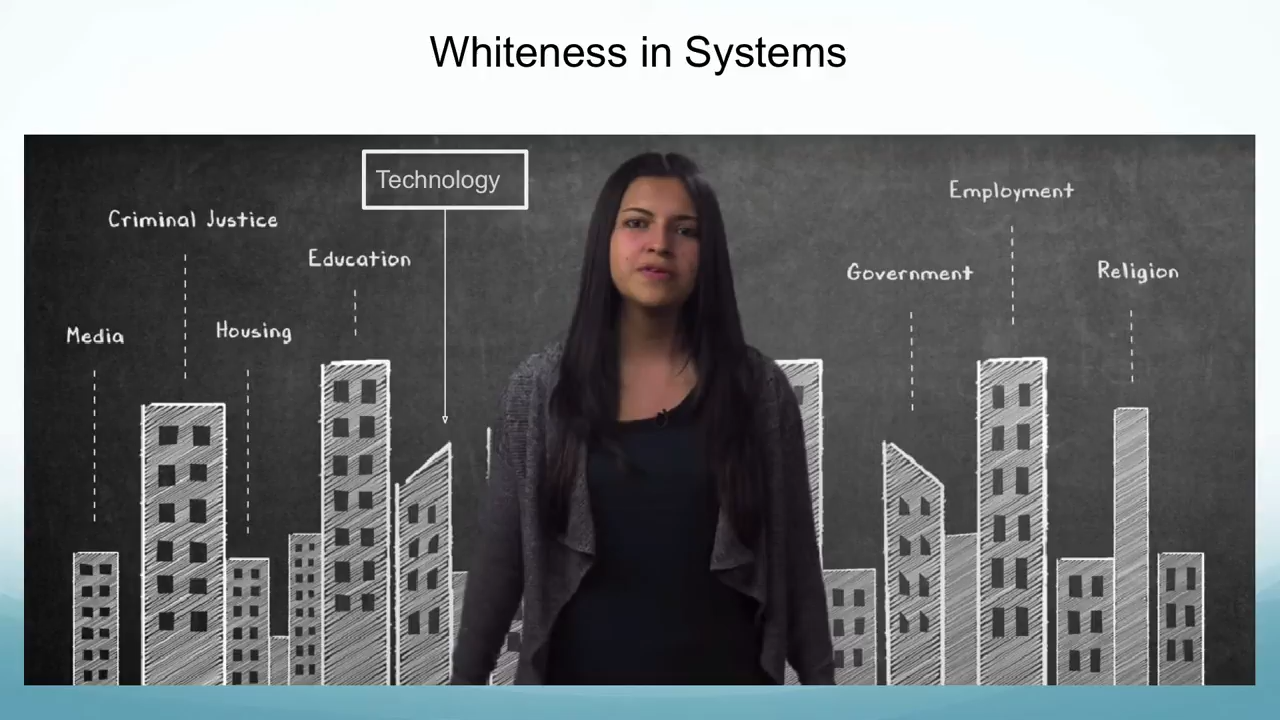 Whiteness in Systems
Technology
Criminal Justice
Education
Media
Housing
Employment
Government
Religion